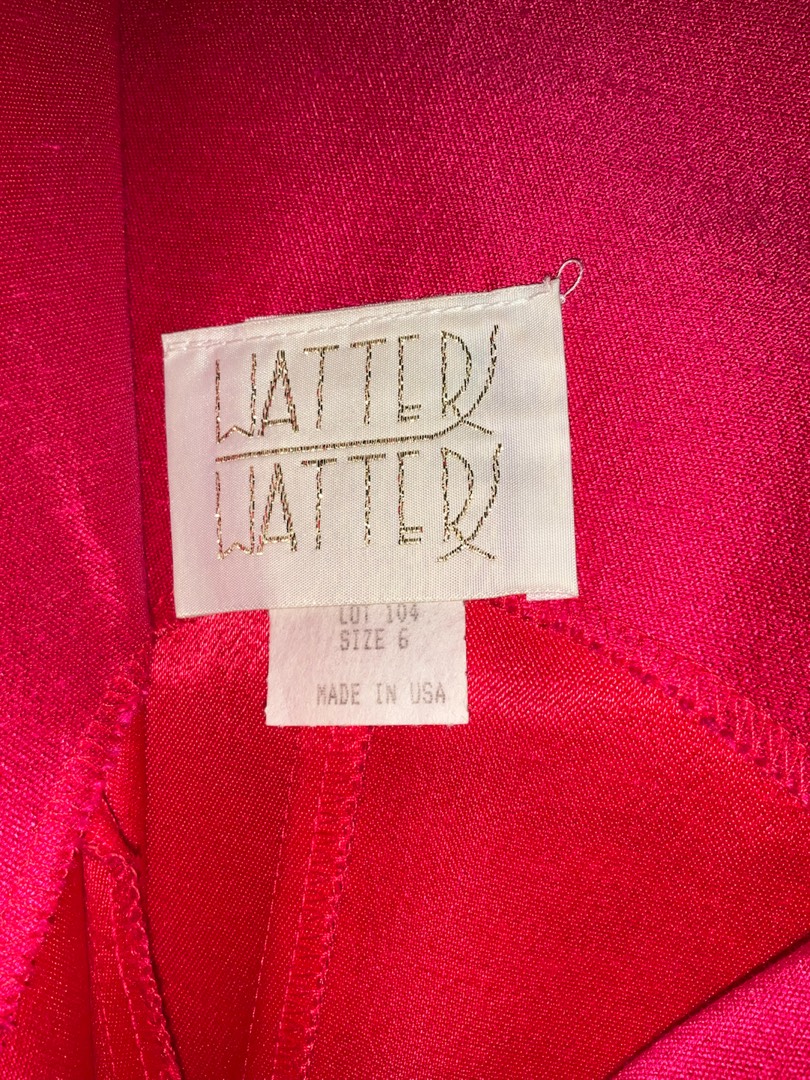 WATTERS
WATTERS
LOT 104
SIZE 6
MADE IN USA